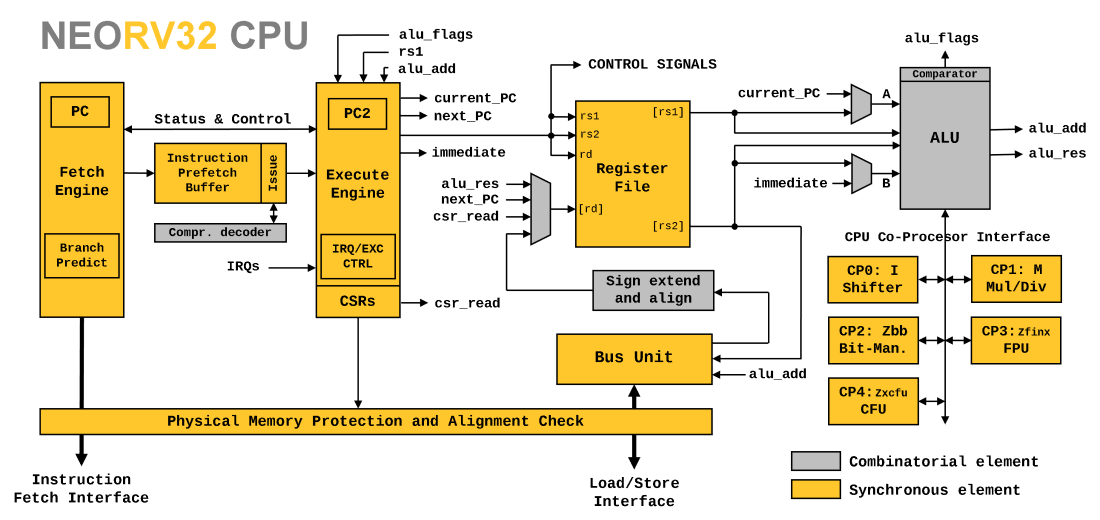 NEORV32 CPU
alu_flags
rs1
alu_add
PC
Status & Control
Fetch
Engine
Branch
Predict
Instruction
Prefetch
Buffer
Issue
Compr. decoder
IRQs
PC2
Execute
Engine
IRQ/EXC
CTRL
CSRs
current_PC
next_PC
immediate
csr_read
CONTROL SIGNALS
alu_res
next_PC
csr_read
rs1
rs2
rd
[rd]
[rs1]
[rs2]
Register
File
Sign extend
and align
Bus Unit
alu_add
current_PC
A
immediate
B
alu_flags
Comparator
ALU
alu_add
alu_res
CPU Co-Procesor Interface
CP0: I
Shifter
CP1: M
Mul/Div
CP2: Zbb
Bit-Man.
CP3: Zfinx
FPU
CP4: Zxcfu
CFU
Physical Memory Protection and Alignment Check
Instruction
Fetch Interface
Load/Store
Interface
Combinatorial element
Synchronous element